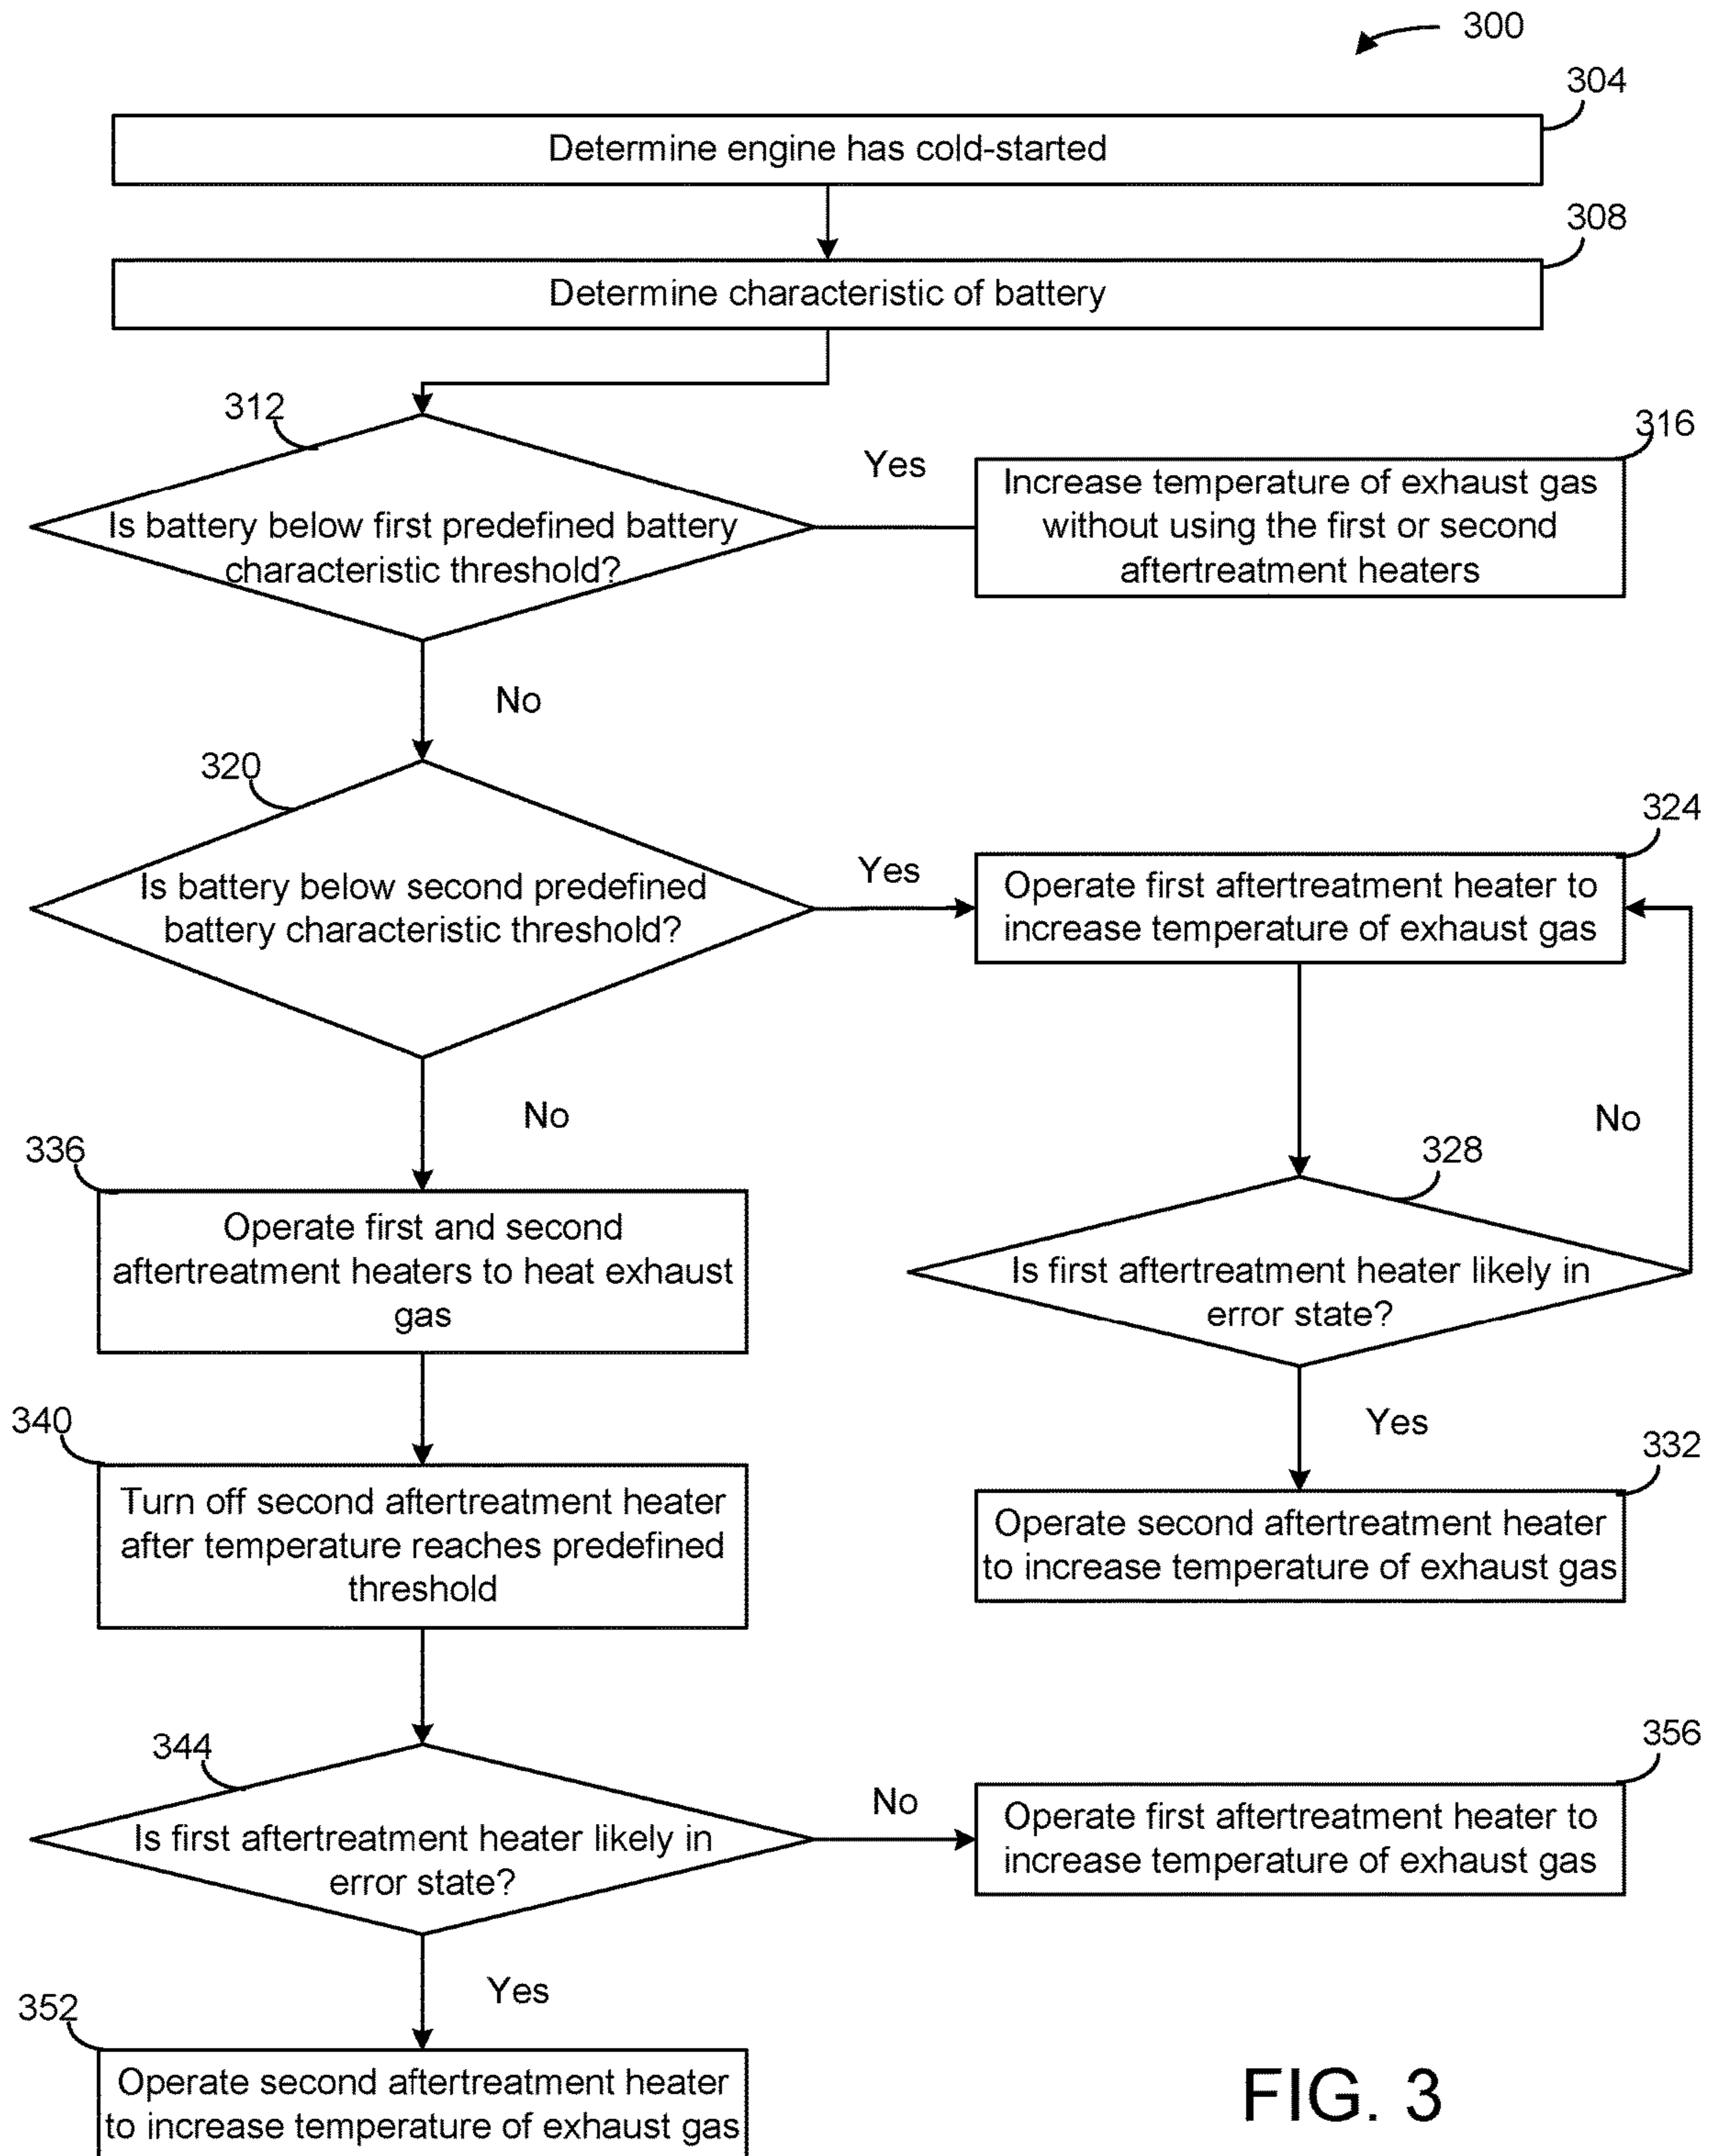 300
304
Determine engine has cold-started
308
Determine characteristic of battery
312
Is battery below first predefined battery
characteristic threshold?
Yes
316
Increase temperature of exhaust gas
without using the first or second
aftertreatment heaters
No
320
Is battery below second predefined
battery characteristic threshold?
Yes
324
Operate first aftertreatment heater to
increase temperature of exhaust gas
No
328
Is first aftertreatment heater likely in
error state?
No
Yes
332
Operate second aftertreatment heater
to increase temperature of exhaust gas
336
Operate first and second
aftertreatment heaters to heat exhaust
gas
340
Turn off second aftertreatment heater
after temperature reaches predefined
threshold
344
Is first aftertreatment heater likely in
error state?
No
356
Operate first aftertreatment heater to
increase temperature of exhaust gas
Yes
352
Operate second aftertreatment heater
to increase temperature of exhaust gas
FIG. 3